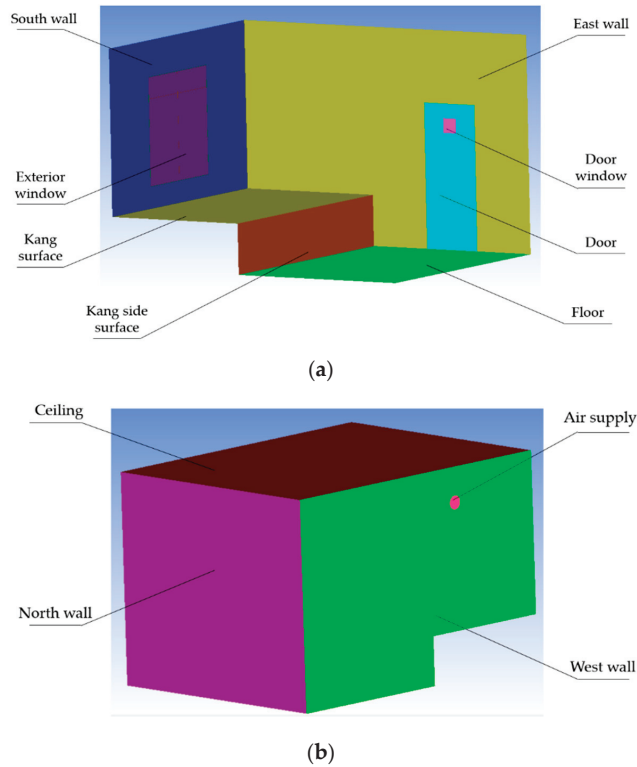 South wall
East wall
Exterior
window
Door
window
Kang
surface
Door
Kang side
surface
Floor
(a)
Ceiling
Air supply
North wall
West wall
(b)